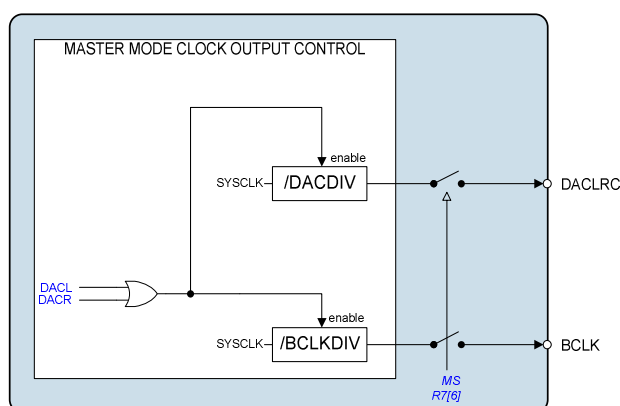 MASTER MODE CLOCK OUTPUT CONTROL
enable
SYSCLK
/DACDIV
DACLRC
DACL
DACR
enable
SYSCLK
/BCLKDIV
BCLK
MS
R7[6]